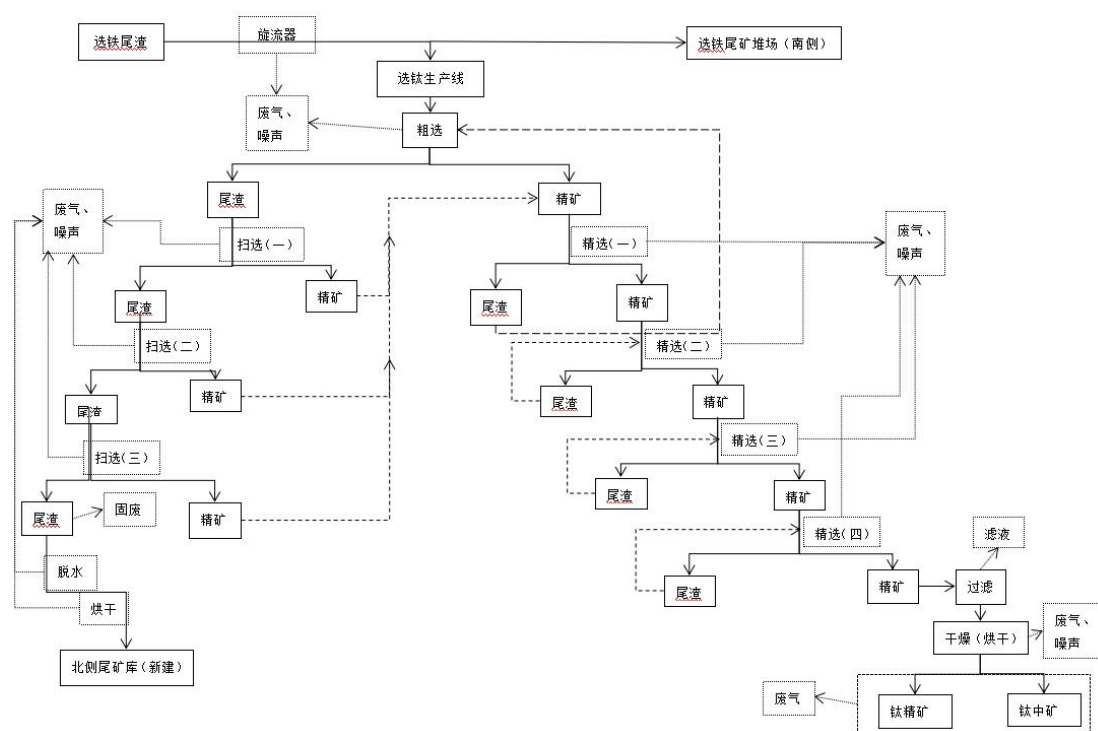 选铁尾渣
旋流器
选铁尾矿堆场（南侧）
选钛生产线
废气、
噪声
粗选
尾渣
精矿
废气、
噪声
扫选（一）
精选（一）
废气、
噪声
尾渣
精矿
尾渣
精矿
扫选（二）
精选（二）
尾渣
精矿
尾渣
精矿
扫选（三）
精选（三）
尾渣
固废
精矿
尾渣
精矿
精选（四）
滤液
脱水
尾渣
精矿
过滤
烘干
干燥（烘干）
废气、
噪声
北侧尾矿库（新建）
废气
钛精矿
钛中矿